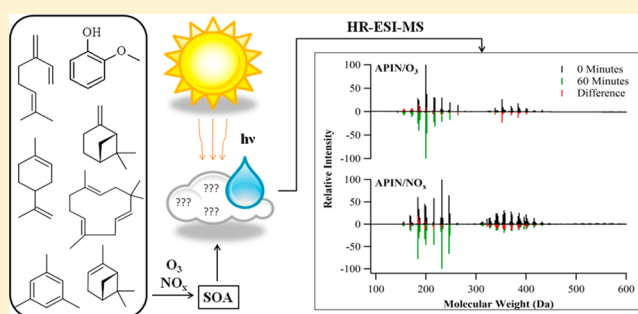 OH
O
O₃
NOₓ
SOA
hν
???
???
???
HR-ESI-MS
APIN/O₃
0 Minutes
60 Minutes
Difference
100
50
0
-50
-100
APIN/NOₓ
100
50
0
-50
-100
Relative Intensity
100 200 300 400 500 600
Molecular Weight (Da)